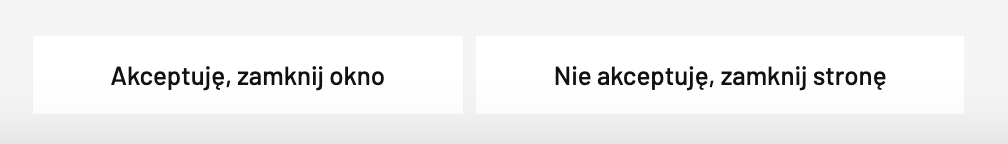 Akceptuję, zamknij okno
Nie akceptuję, zamknij stronę